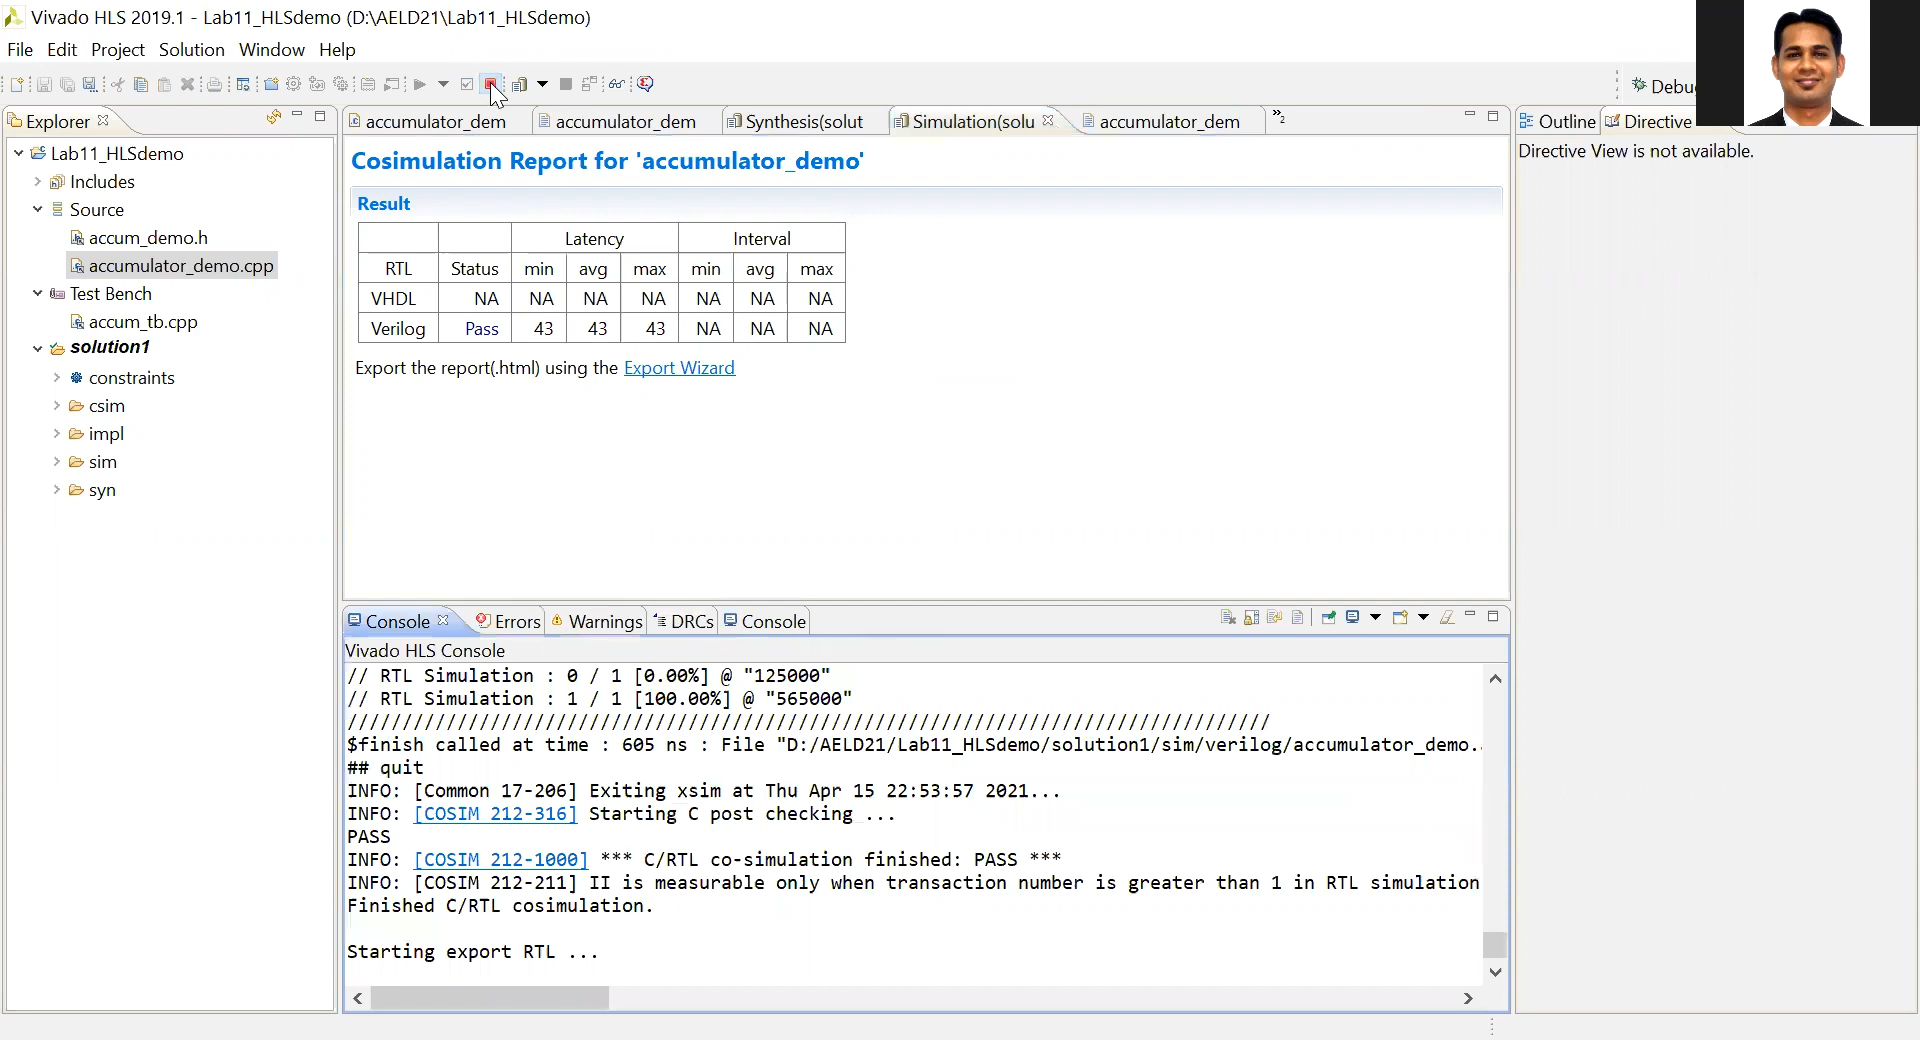 Vivado HLS 2019.1 - Lab11_HLSdemo (D:\AELD21\Lab11_HLSdemo)
File Edit Project Solution Window Help
Debu
Explorer
accumulator_dem
accumulator_dem
Synthesis(solut
Simulation(solu
accumulator_dem
»2
Outline
Directive
Lab11_HLSdemo
Includes
Source
accum_demo.h
accumulator_demo.cpp
Test Bench
accum_tb.cpp
solution1
constraints
csim
impl
sim
syn
Cosimulation Report for 'accumulator_demo'
Result
Latency Interval
RTL Status min avg max min avg max
VHDL NA NA NA NA NA NA NA
Verilog Pass 43 43 43 NA NA NA
Export the report(.html) using the Export Wizard
Directive View is not available.
Console Errors Warnings DRCs Console
Vivado HLS Console
// RTL Simulation : 0 / 1 [0.00%] @ "125000"
// RTL Simulation : 1 / 1 [100.00%] @ "565000"
////////////////////////////////////////////////////////////////////////////////////
$finish called at time : 605 ns : File "D:/AELD21/Lab11_HLSdemo/solution1/sim/verilog/accumulator_demo.
## quit
INFO: [Common 17-206] Exiting xsim at Thu Apr 15 22:53:57 2021...
INFO: [COSIM 212-316] Starting C post checking ...
PASS
INFO: [COSIM 212-1000] *** C/RTL co-simulation finished: PASS ***
INFO: [COSIM 212-211] II is measurable only when transaction number is greater than 1 in RTL simulation
Finished C/RTL cosimulation.
Starting export RTL ...